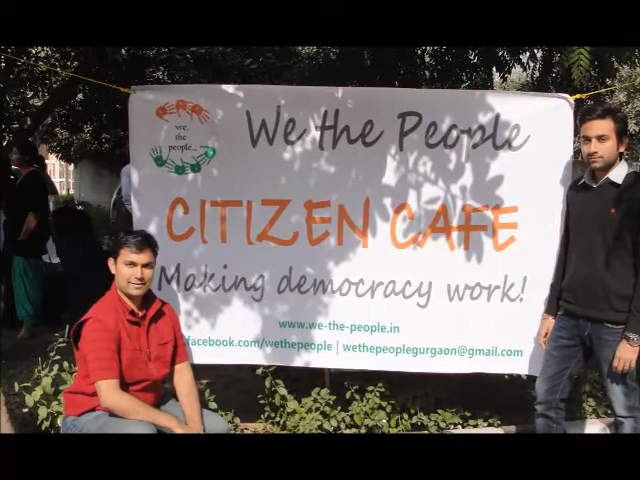 we,
the
people...
We the People
CITIZEN CAFE
Making democracy work!
www.we-the-people.in
facebook.com/wethepeople | wethepeoplegurgaon@gmail.com